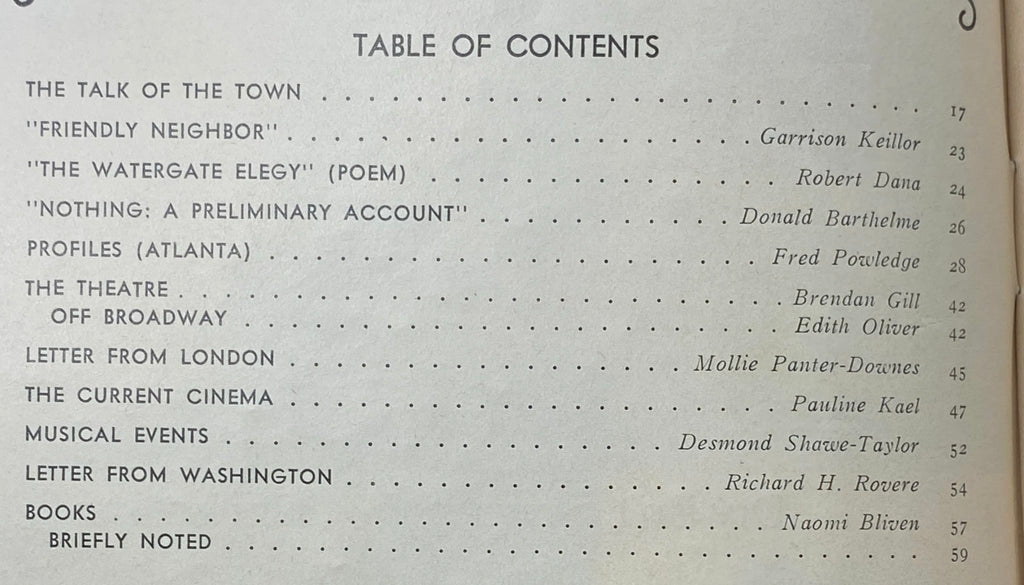 TABLE OF CONTENTS
THE TALK OF THE TOWN . . . . . . . . . . . . . . . . . . . . . . . . . . . . 17
"FRIENDLY NEIGHBOR" . . . . . . . . . . . . . . . . . . . . Garrison Keillor 23
"THE WATERGATE ELEGY" (POEM) . . . . . . . . . . . . . . . Robert Dana 24
"NOTHING: A PRELIMINARY ACCOUNT" . . . . . . . . . . . Donald Barthelme 26
PROFILES (ATLANTA) . . . . . . . . . . . . . . . . . . . . . Fred Powledge 28
THE THEATRE . . . . . . . . . . . . . . . . . . . . . . . . . . Brendan Gill 42
OFF BROADWAY . . . . . . . . . . . . . . . . . . . . . . . Edith Oliver 42
LETTER FROM LONDON . . . . . . . . . . . . . . . . . Mollie Panter-Downes 45
THE CURRENT CINEMA . . . . . . . . . . . . . . . . . . . . . Pauline Kael 47
MUSICAL EVENTS . . . . . . . . . . . . . . . . . . . Desmond Shawe-Taylor 52
LETTER FROM WASHINGTON . . . . . . . . . . . . . . . . Richard H. Rovere 54
BOOKS . . . . . . . . . . . . . . . . . . . . . . . . . . . . Naomi Bliven 57
BRIEFLY NOTED . . . . . . . . . . . . . . . . . . . . . . . . . . . . . . 59